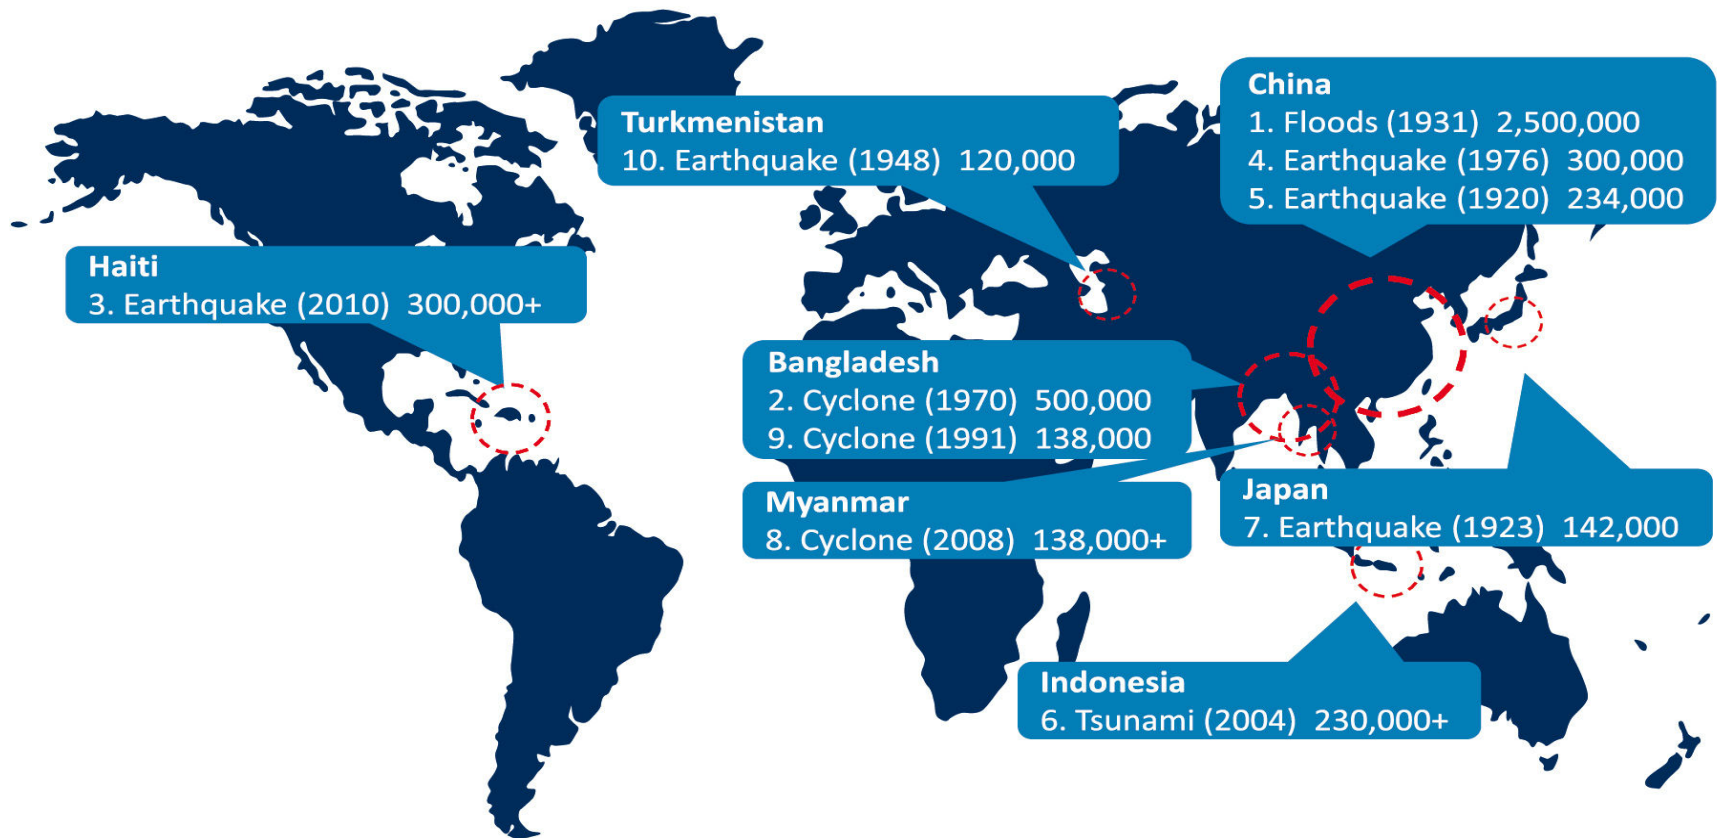 Turkmenistan
10. Earthquake (1948) 120,000
China
1. Floods (1931) 2,500,000
4. Earthquake (1976) 300,000
5. Earthquake (1920) 234,000
Haiti
3. Earthquake (2010) 300,000+
Bangladesh
2. Cyclone (1970) 500,000
9. Cyclone (1991) 138,000
Myanmar
8. Cyclone (2008) 138,000+
Japan
7. Earthquake (1923) 142,000
Indonesia
6. Tsunami (2004) 230,000+